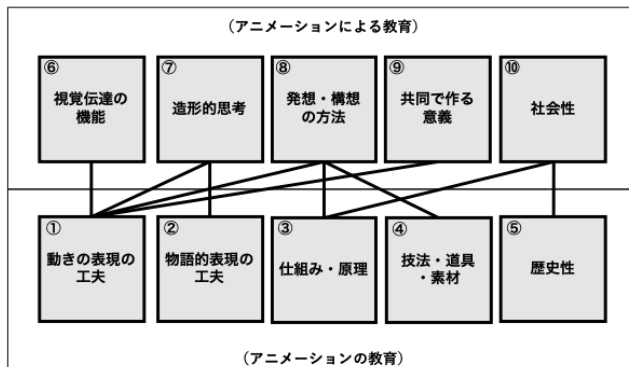 （アニメーションによる教育）
⑥
視覚伝達の
機能
⑦
造形的思考
⑧
発想・構想
の方法
⑨
共同で作る
意義
⑩
社会性
①
動きの表現の
工夫
②
物語的表現の
工夫
③
仕組み・原理
④
技法・道具
・素材
⑤
歴史性
（アニメーションの教育）